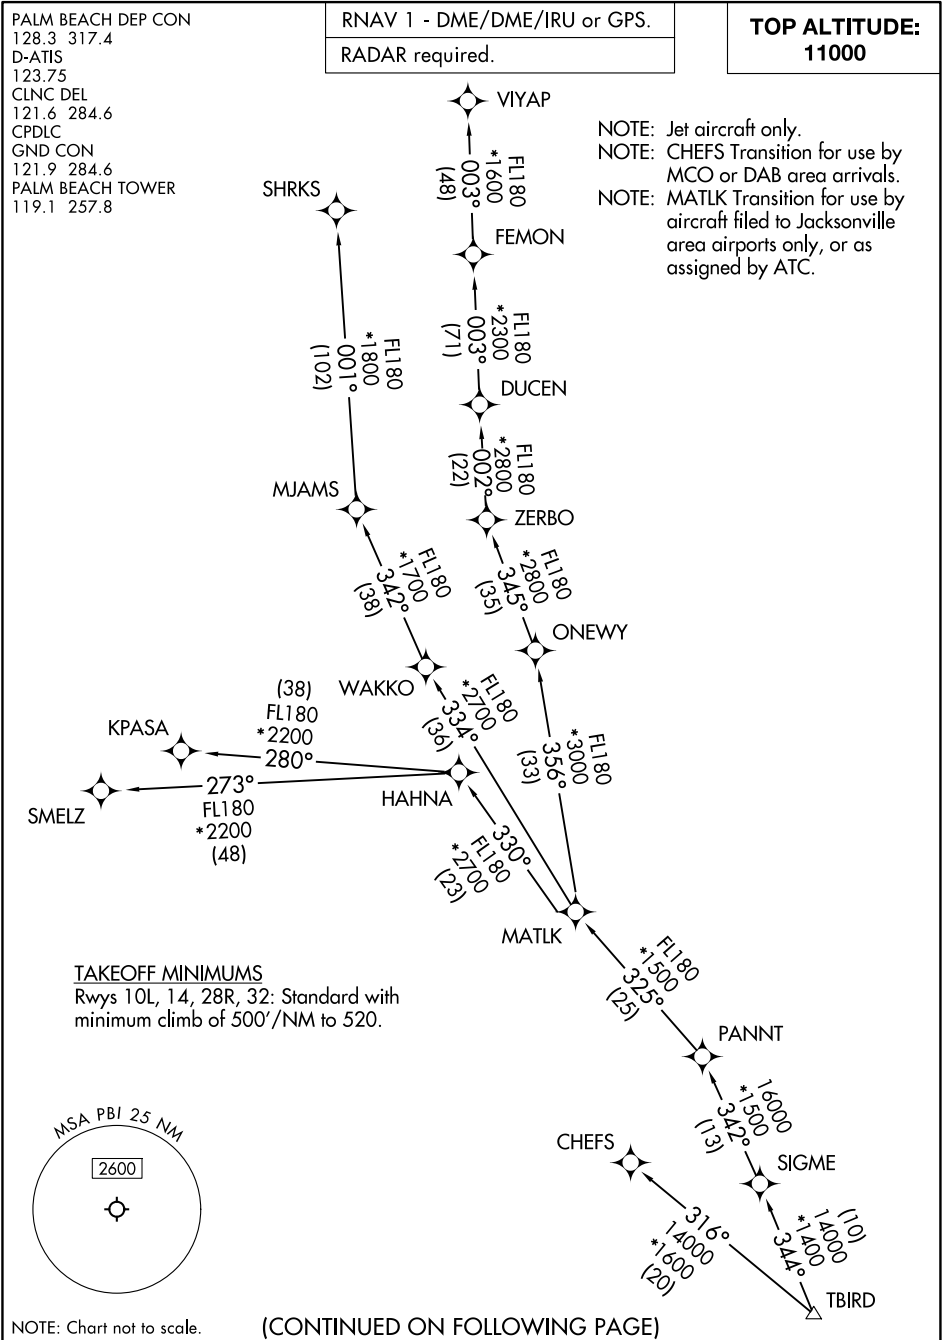 PALM BEACH DEP CON
128.3 317.4
D-ATIS
123.75
CLNC DEL
121.6 284.6
CPDLC
GND CON
121.9 284.6
PALM BEACH TOWER
119.1 257.8
RNAV 1 - DME/DME/IRU or GPS.
RADAR required.
TOP ALTITUDE:
11000
NOTE: Jet aircraft only.
NOTE: CHEFS Transition for use by
MCO or DAB area arrivals.
NOTE: MATLK Transition for use by
aircraft filed to Jacksonville
area airports only, or as
assigned by ATC.
VIYAP
FL180
*1600
003°
(48)
SHRKS
FEMON
FL180
*1800
001°
(102)
FL180
*2300
003°
(71)
DUCEN
FL180
*2800
002°
(22)
MJAMS
ZERBO
FL180
*1700
342°
(38)
FL180
*2800
345°
(35)
ONEWY
WAKKO
FL180
*2700
334°
(36)
FL180
*3000
356°
(33)
(38)
FL180
*2200
280°
KPASA
273°
FL180
*2200
(48)
SMELZ
HAHNA
330°
FL180
*2700
(23)
MATLK
FL180
*1500
325°
(25)
TAKEOFF MINIMUMS
Rwys 10L, 14, 28R, 32: Standard with
minimum climb of 500'/NM to 520.
PANNT
16000
*1500
342°
(13)
MSA PBI 25 NM
2600
CHEFS
SIGME
316°
14000
*1600
(20)
(10)
14000
*1400
344°
TBIRD
NOTE: Chart not to scale.
(CONTINUED ON FOLLOWING PAGE)